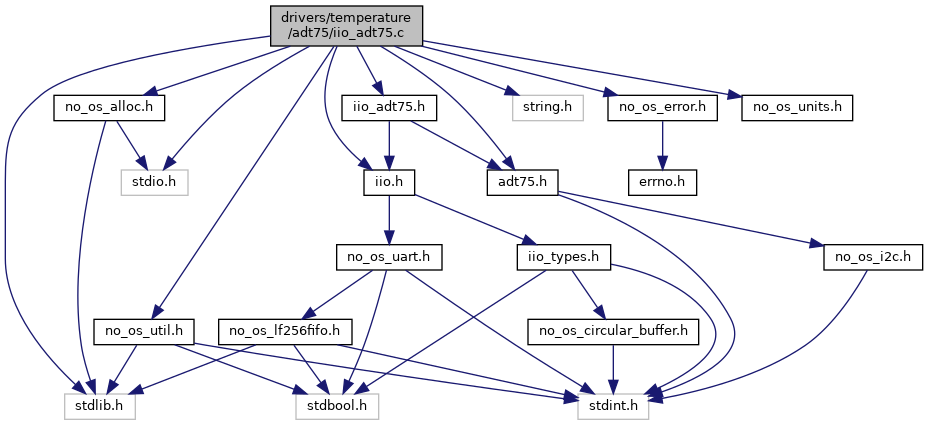 drivers/temperature
/adt75/iio_adt75.c
no_os_alloc.h
iio_adt75.h
string.h
no_os_error.h
no_os_units.h
stdio.h
iio.h
adt75.h
errno.h
no_os_uart.h
iio_types.h
no_os_i2c.h
no_os_util.h
no_os_lf256fifo.h
no_os_circular_buffer.h
stdlib.h
stdbool.h
stdint.h